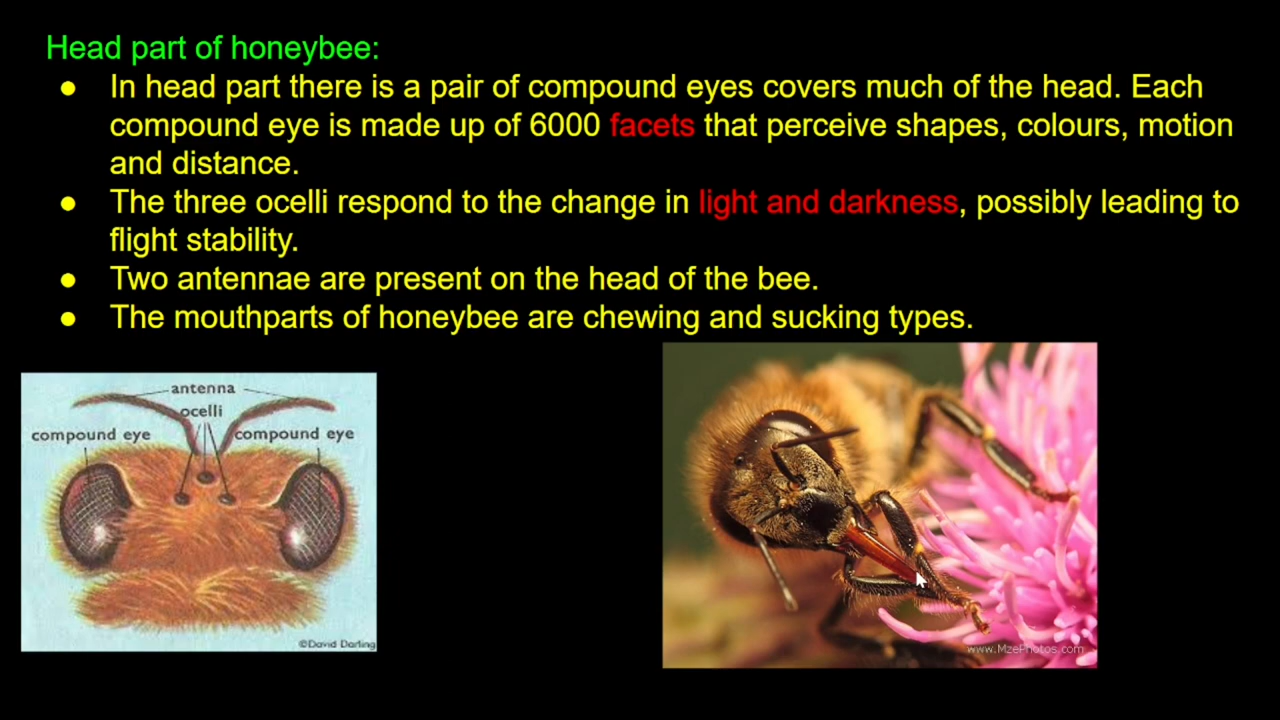 Head part of honeybee:
● In head part there is a pair of compound eyes covers much of the head. Each
compound eye is made up of 6000 facets that perceive shapes, colours, motion
and distance.
● The three ocelli respond to the change in light and darkness, possibly leading to
flight stability.
● Two antennae are present on the head of the bee.
● The mouthparts of honeybee are chewing and sucking types.
antenna
ocelli
compound eye
compound eye
©David Darling
www.MzePhotos.com